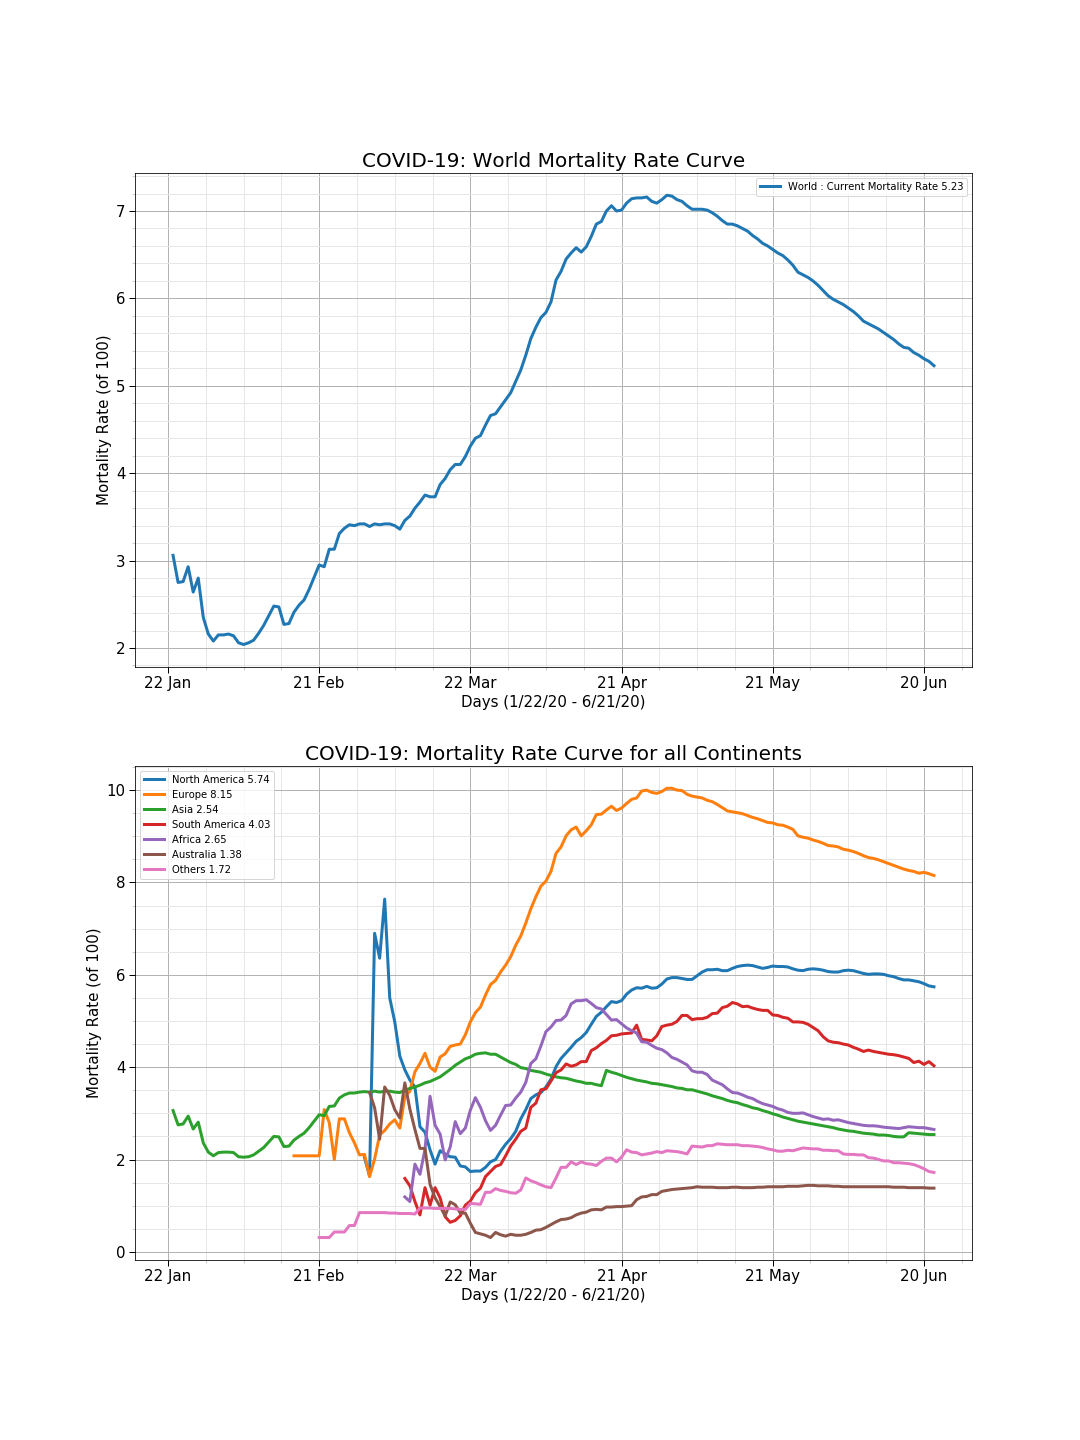 COVID-19: World Mortality Rate Curve
World : Current Mortality Rate 5.23
Mortality Rate (of 100)
7
6
5
4
3
2
22 Jan 21 Feb 22 Mar 21 Apr 21 May 20 Jun
Days (1/22/20 - 6/21/20)
COVID-19: Mortality Rate Curve for all Continents
North America 5.74
Europe 8.15
Asia 2.54
South America 4.03
Africa 2.65
Australia 1.38
Others 1.72
Mortality Rate (of 100)
10
8
6
4
2
0
22 Jan 21 Feb 22 Mar 21 Apr 21 May 20 Jun
Days (1/22/20 - 6/21/20)